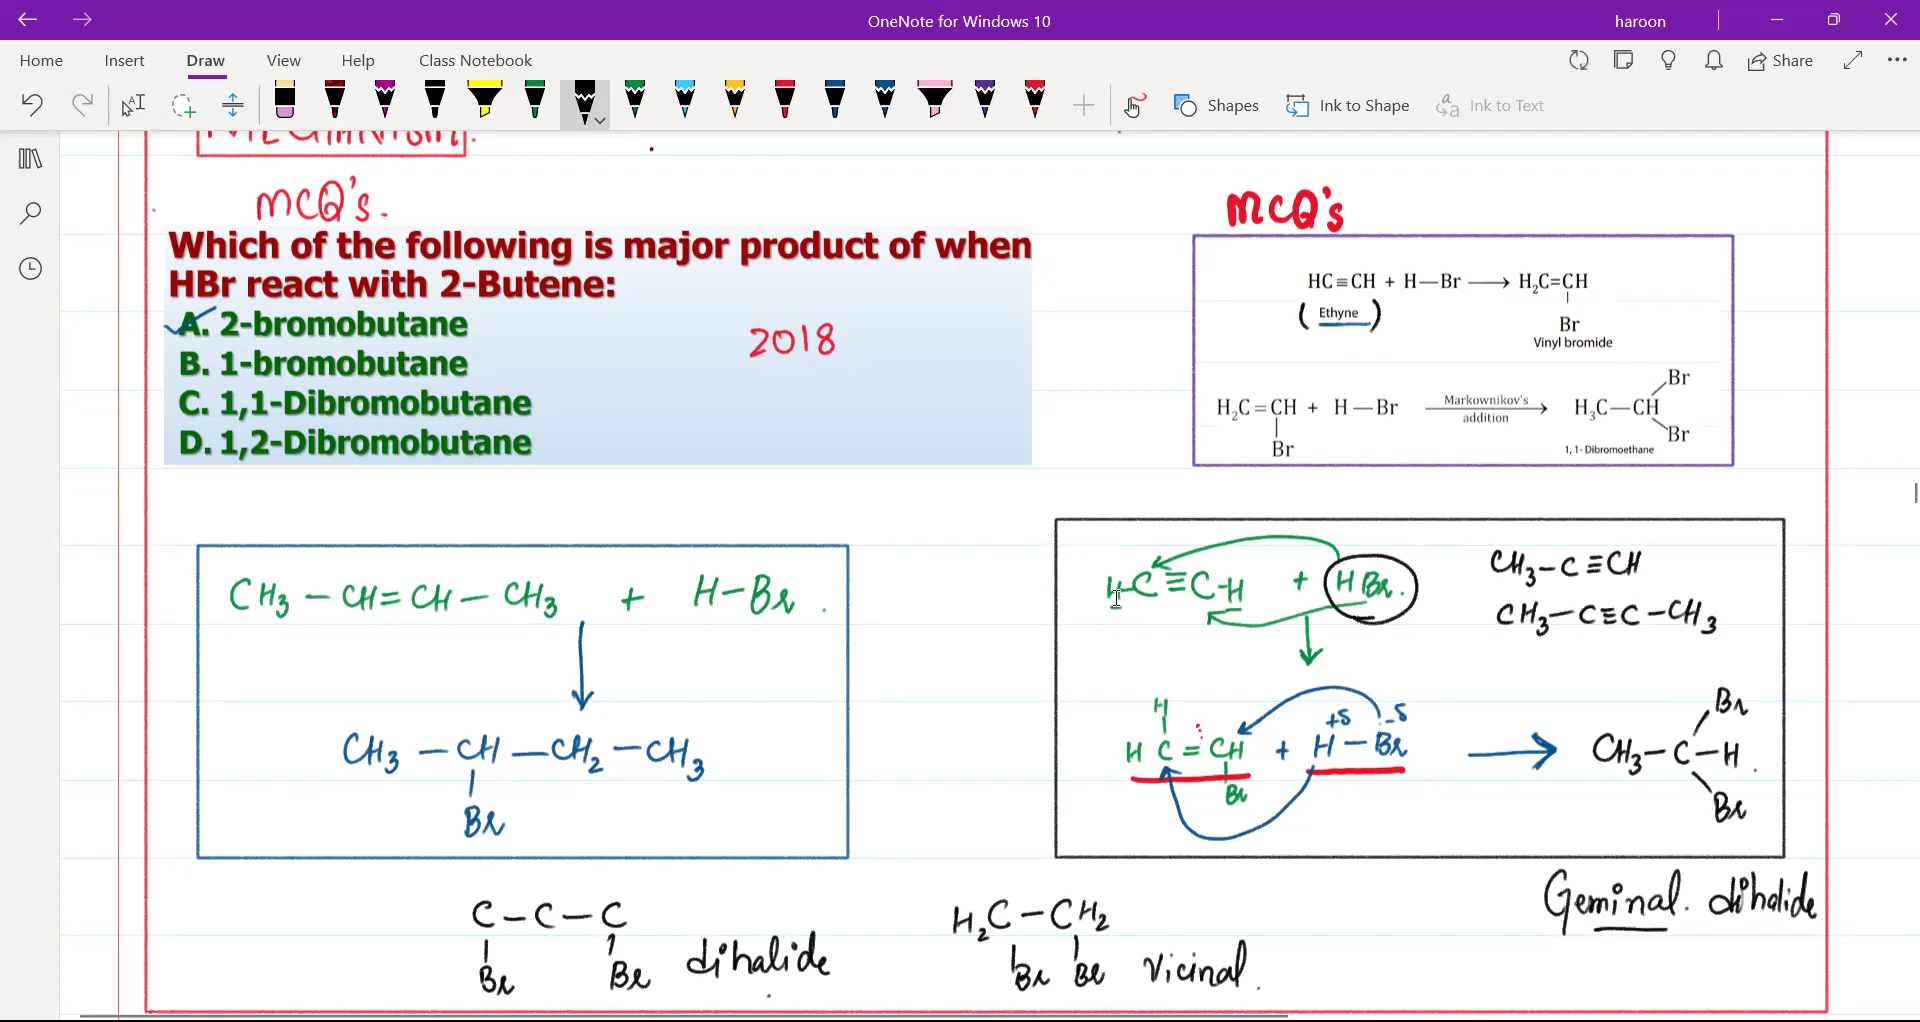 OneNote for Windows 10
haroon
Home Insert Draw View Help Class Notebook
Share
Shapes Ink to Shape Ink to Text
MECHANISM.
MCQ's.
Which of the following is major product of when
HBr react with 2-Butene:
A. 2-bromobutane
B. 1-bromobutane
C. 1,1-Dibromobutane
D. 1,2-Dibromobutane
2018
MCQ's
HC≡CH + H—Br ⟶ H₂C=CH
Br
(Ethyne)
Vinyl bromide
H₂C=CH + H—Br Markownikov's addition ⟶ H₃C—CH
Br
Br
Br
1, 1- Dibromoethane
CH₃ — CH = CH — CH₃ + H-Br.
CH₃ — CH — CH₂ — CH₃
Br
H-C≡C-H + HBr.
CH₃-C≡CH
CH₃-C≡C-CH₃
H
H C = CH + H — Br
+δ -δ
Br
CH₃-C-H.
Br
Br
Geminal. dihalide
C-C-C
Br Br dihalide
H₂C-CH₂
Br Br Vicinal.